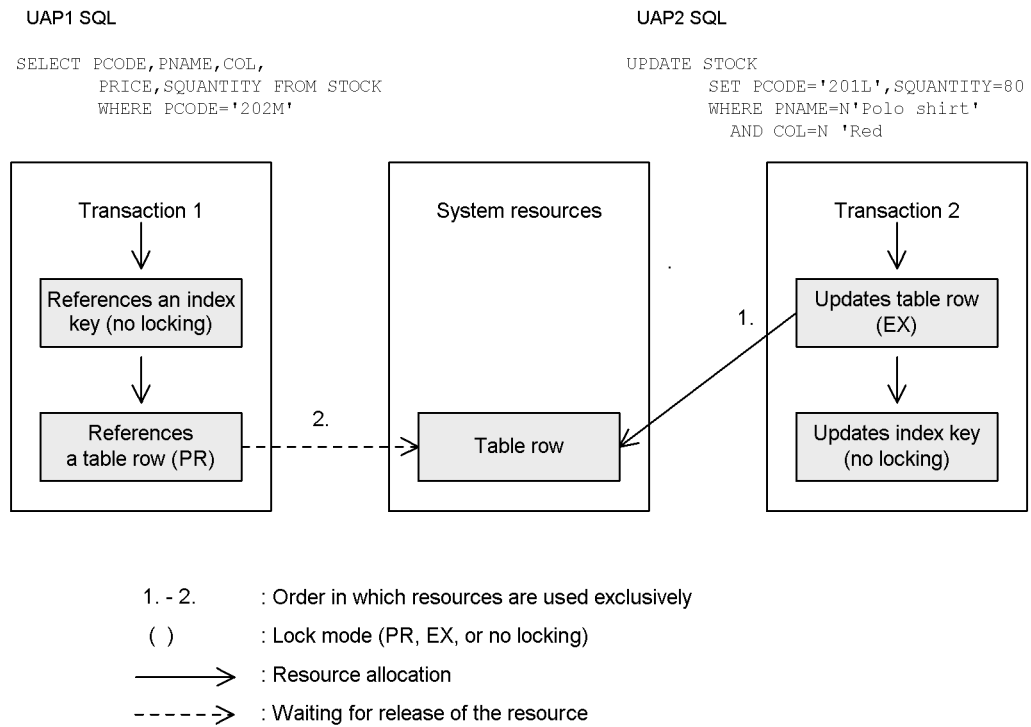 UAP1 SQL
UAP2 SQL
SELECT PCODE,PNAME,COL,
PRICE,SQUANTITY FROM STOCK
WHERE PCODE='202M'
UPDATE STOCK
SET PCODE='201L',SQUANTITY=80
WHERE PNAME=N'Polo shirt'
AND COL=N 'Red
Transaction 1
References an index
key (no locking)
References
a table row (PR)
2.
System resources
Table row
1.
Transaction 2
Updates table row
(EX)
Updates index key
(no locking)
1. - 2. : Order in which resources are used exclusively
( ) : Lock mode (PR, EX, or no locking)
: Resource allocation
: Waiting for release of the resource